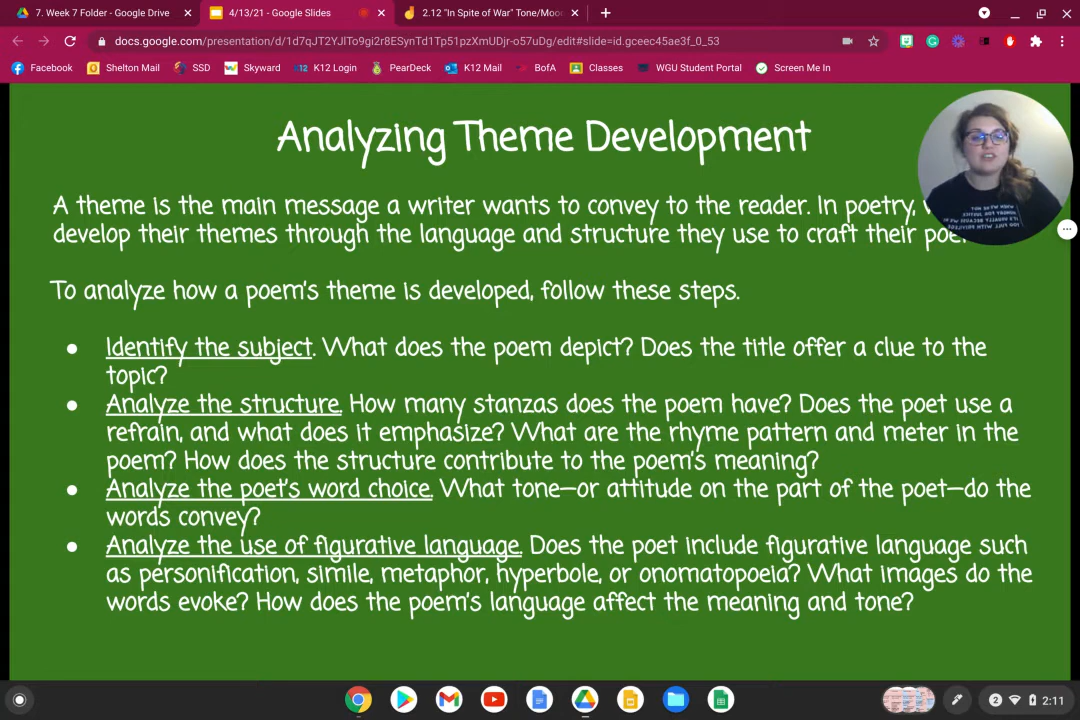 7. Week 7 Folder - Google Drive
4/13/21 - Google Slides
2.12 "In Spite of War" Tone/Moo
docs.google.com/presentation/d/1d7qJT2YJlTo9gi2r8ESynTd1Tp51pzXmUDjr-o57uDg/edit#slide=id.gceec45ae3f_0_53
Facebook
Shelton Mail
SSD
Skyward
K12 Login
PearDeck
K12 Mail
BofA
Classes
WGU Student Portal
Screen Me In
Analyzing Theme Development
A theme is the main message a writer wants to convey to the reader. In poetry,
develop their themes through the language and structure they use to craft their
To analyze how a poem's theme is developed, follow these steps.
● Identify the subject. What does the poem depict? Does the title offer a clue to the
topic?
● Analyze the structure. How many stanzas does the poem have? Does the poet use a
refrain, and what does it emphasize? What are the rhyme pattern and meter in the
poem? How does the structure contribute to the poem's meaning?
● Analyze the poet's word choice. What tone—or attitude on the part of the poet—do the
words convey?
● Analyze the use of figurative language. Does the poet include figurative language such
as personification, simile, metaphor, hyperbole, or onomatopoeia? What images do the
words evoke? How does the poem's language affect the meaning and tone?
2
2:11